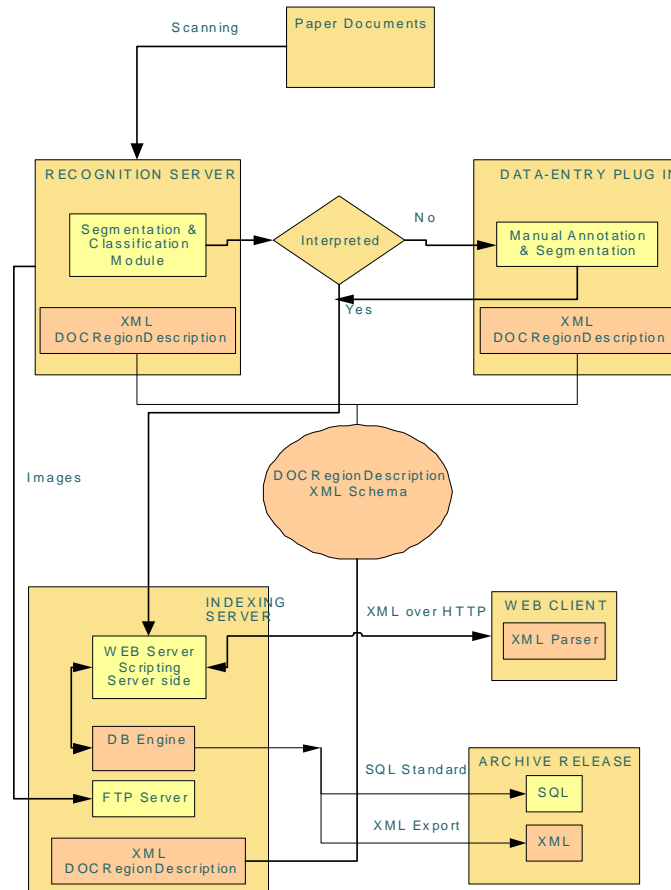 Paper Documents
Scanning
RECOGNITION SERVER
DATA-ENTRY PLUG IN
Segmentation &
Classification
Module
Interpreted
No
Manual Annotation
& Segmentation
Yes
XML
DOCRegionDescription
XML
DOCRegionDescription
Images
DOCRegionDescription
XML Schema
INDEXING
SERVER
XML over HTTP
WEB CLIENT
XML Parser
WEB Server
Scripting
Server side
DB Engine
SQL Standard
ARCHIVE RELEASE
SQL
FTP Server
XML Export
XML
XML
DOCRegionDescription